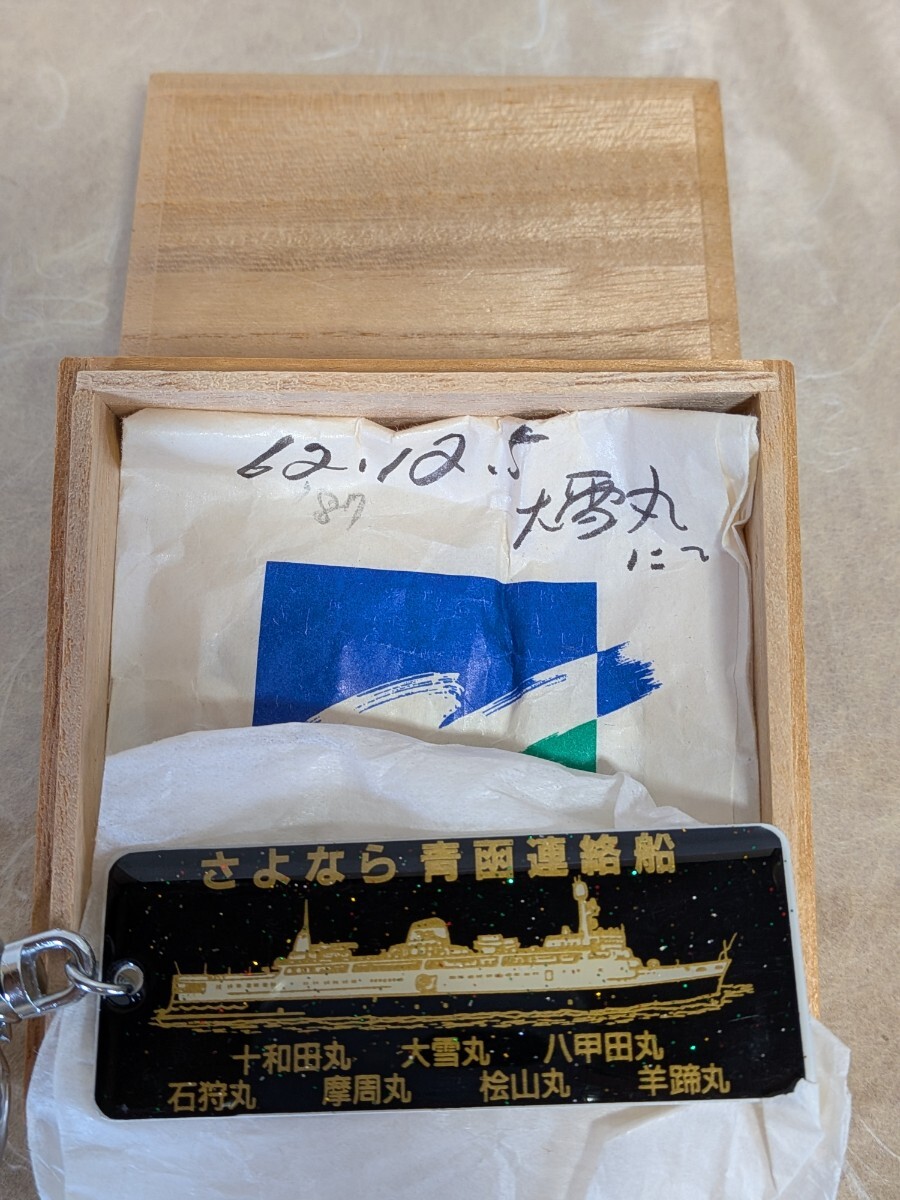 62.12.5
'87
大雪丸
にて
さよなら 青函連絡船
十和田丸 大雪丸 八甲田丸
石狩丸 摩周丸 桧山丸 羊蹄丸